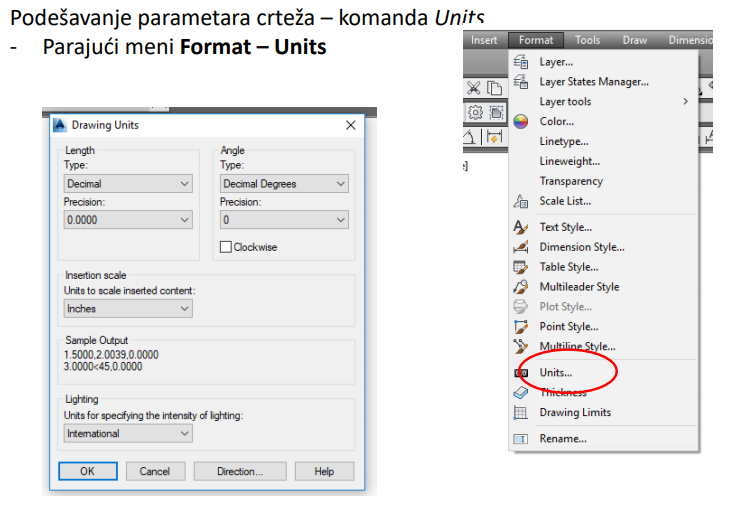 Podešavanje parametara crteža – komanda Units
- Parajući meni Format – Units
Drawing Units
Length
Type:
Decimal
Precision:
0.0000
Angle
Type:
Decimal Degrees
Precision:
0
Clockwise
Insertion scale
Units to scale inserted content:
Inches
Sample Output
1.5000,2.0039,0.0000
3.0000<45,0.0000
Lighting
Units for specifying the intensity of lighting:
International
OK Cancel Direction... Help
Insert Format Tools Draw Dimensio
Layer...
Layer States Manager...
Layer tools
Color...
Linetype...
Lineweight...
Transparency
Scale List...
Text Style...
Dimension Style...
Table Style...
Multileader Style
Plot Style...
Point Style...
Multiline Style...
Units...
Thickness
Drawing Limits
Rename...